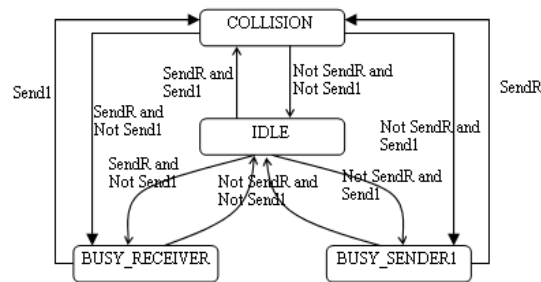 COLLISION
Send1
SendR and
Send1
Not SendR and
Not Send1
SendR
SendR and
Not Send1
Not SendR and
Send1
IDLE
SendR and
Not Send1
Not SendR and
Not Send1
Not SendR and
Send1
BUSY_RECEIVER
BUSY_SENDER1